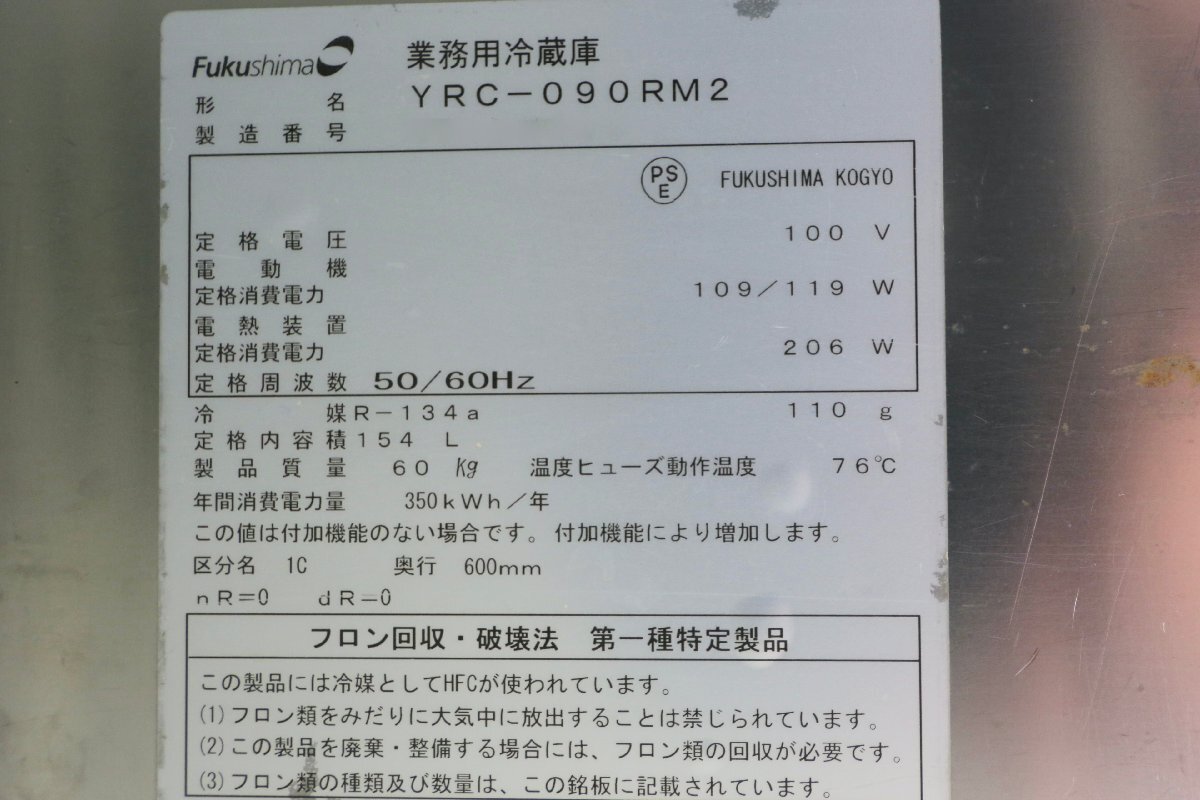 Fukushima 業務用冷蔵庫
形名 YRC-090RM2
製造番号
PSE FUKUSHIMA KOGYO
定格電圧 100 V
電動機
定格消費電力 109/119 W
電熱装置
定格消費電力 206 W
定格周波数 50/60Hz
冷媒 R-134a 110 g
定格内容積 154 L
製品質量 60 kg 温度ヒューズ動作温度 76℃
年間消費電力量 350kWh/年
この値は付加機能のない場合です。付加機能により増加します。
区分名 1C 奥行 600mm
nR=0 dR=0
フロン回収・破壊法 第一種特定製品
この製品には冷媒としてHFCが使われています。
(1)フロン類をみだりに大気中に放出することは禁じられています。
(2)この製品を廃棄・整備する場合には、フロン類の回収が必要です。
(3)フロン類の種類及び数量は、この銘板に記載されています。